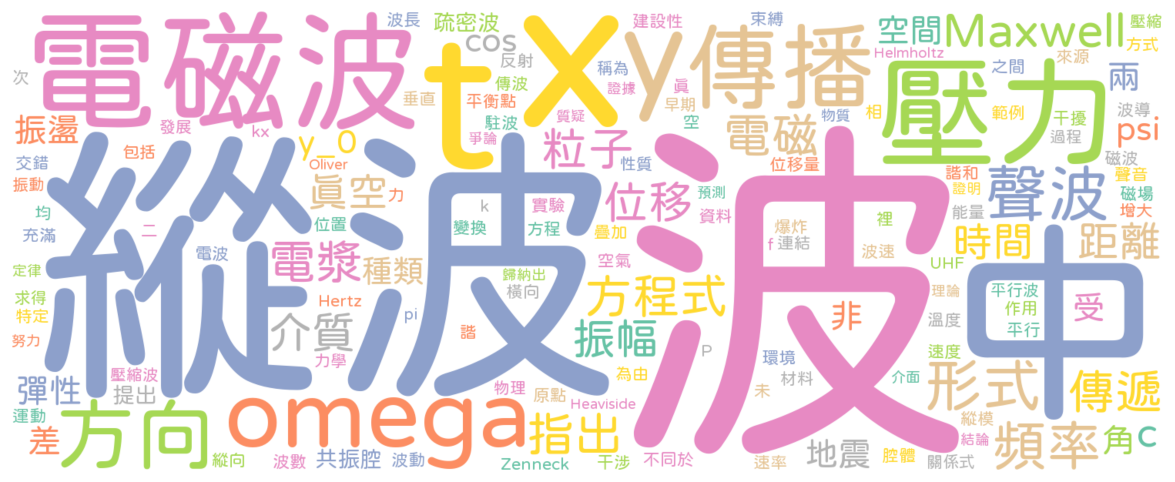 電磁波
波長
疏密波
cos
反射
建設性
束縛
空間
Maxwell
壓縮
方式
Helmholtz
來源
次
t
x
y
傳播
稱為
證據
之間
兩
壓力
傳波
垂直
平衡點
質疑
眞
早期
物質
相
範例
干擾
波導
過程
振盪
發展
kx
y_0
駐波
爭論
空
電磁
psi
交錯
包括
Oliver
粒子
性質
位移量
諧和
磁波
聲音
振動
眞空
力
k
實驗
位移
預測
證明
聲波
磁場
均
位置
變換
方程
資料
能量
增大
充滿
二
縱波
疊加
爆炸
裡
時間
距離
電波
電漿
種類
空氣
f
連結
波速
中
定律
歸納出
橫向
UHF
求得
特定
Hertz
方程式
理論
平行波
作用
受
pi
介質
諧
波
非
溫度
平行
努力
力學
振幅
P
環境
速度
壓縮波
彈性
提出
物理
原點
為由
材料
未
介面
形式
傳遞
運動
方向
omega
Heaviside
縱模
差
指出
結論
頻率
角
c
縱向
波數
共振腔
波動
Zenneck
干涉
不同於
速率
地震
腔體
關係式